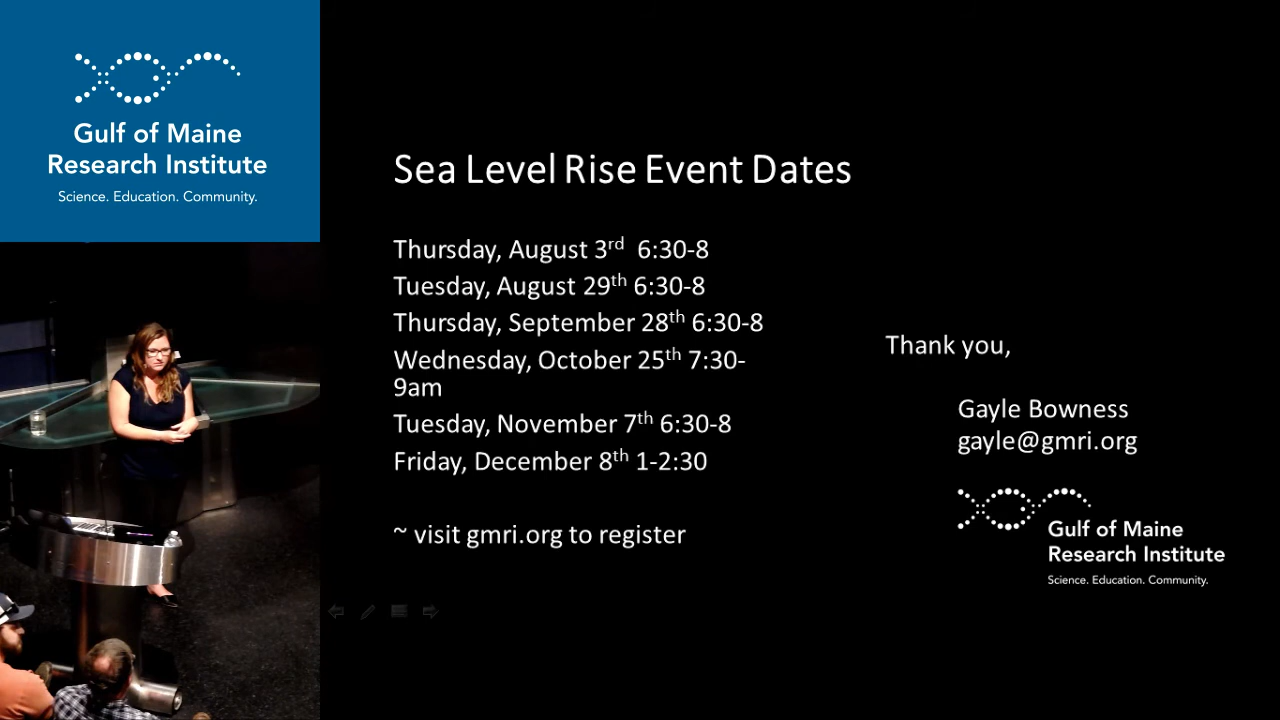 Gulf of Maine
Research Institute
Science. Education. Community.
Sea Level Rise Event Dates
Thursday, August 3rd 6:30-8
Tuesday, August 29th 6:30-8
Thursday, September 28th 6:30-8
Wednesday, October 25th 7:30-
9am
Tuesday, November 7th 6:30-8
Friday, December 8th 1-2:30
~ visit gmri.org to register
Thank you,
Gayle Bowness
gayle@gmri.org
Gulf of Maine
Research Institute
Science. Education. Community.